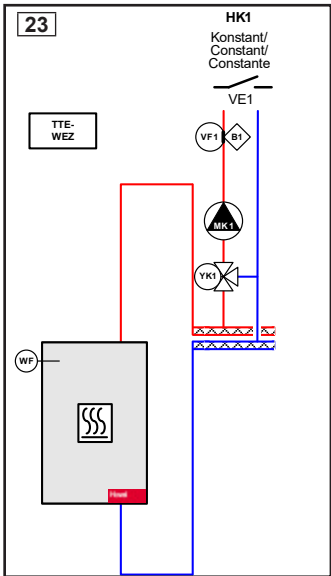 23
HK1
Konstant/
Constant/
Constante
VE1
TTE-
WEZ
VF1
B1
MK1
YK1
WF
Hoval